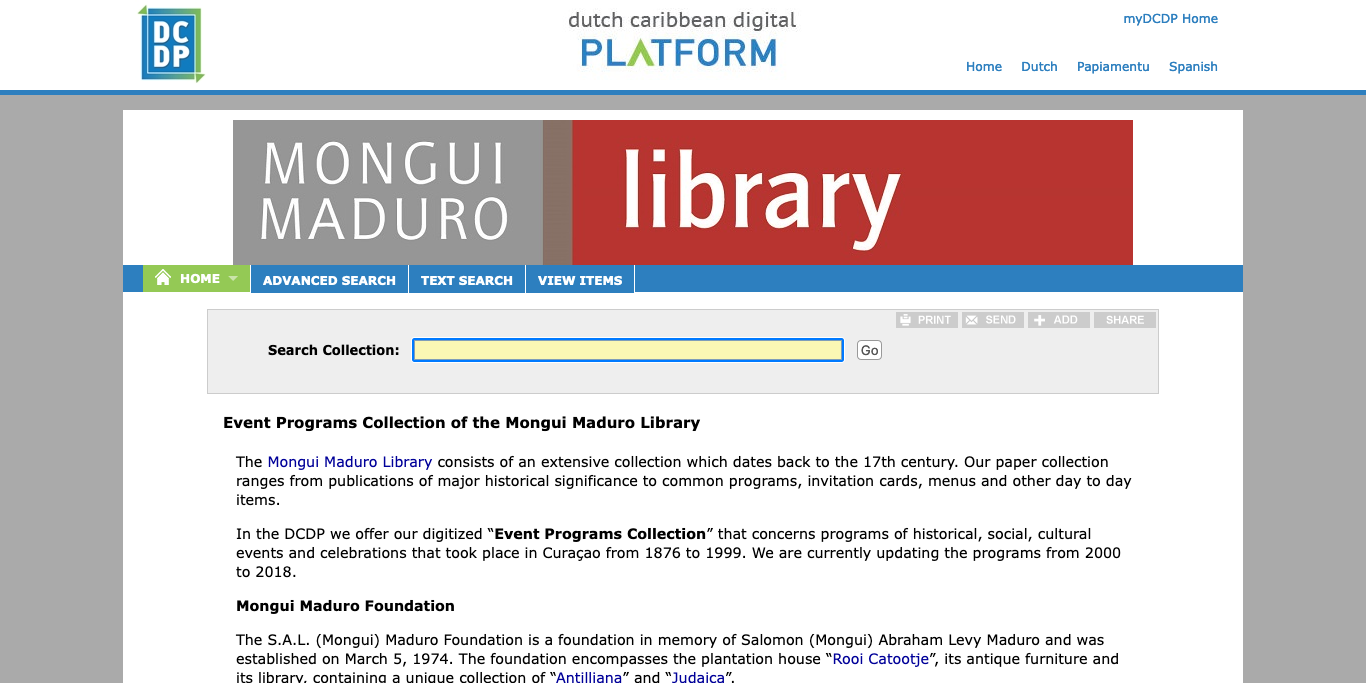 DC
DP
dutch caribbean digital
PLATFORM
myDCDP Home
Home Dutch Papiamentu Spanish
MONGUI
MADURO
library
HOME ADVANCED SEARCH TEXT SEARCH VIEW ITEMS
PRINT SEND ADD SHARE
Search Collection: Go
Event Programs Collection of the Mongui Maduro Library
The Mongui Maduro Library consists of an extensive collection which dates back to the 17th century. Our paper collection
ranges from publications of major historical significance to common programs, invitation cards, menus and other day to day
items.
In the DCDP we offer our digitized “Event Programs Collection” that concerns programs of historical, social, cultural
events and celebrations that took place in Curaçao from 1876 to 1999. We are currently updating the programs from 2000
to 2018.
Mongui Maduro Foundation
The S.A.L. (Mongui) Maduro Foundation is a foundation in memory of Salomon (Mongui) Abraham Levy Maduro and was
established on March 5, 1974. The foundation encompasses the plantation house “Rooi Catootje”, its antique furniture and
its library, containing a unique collection of “Antilliana” and “Judaica”.